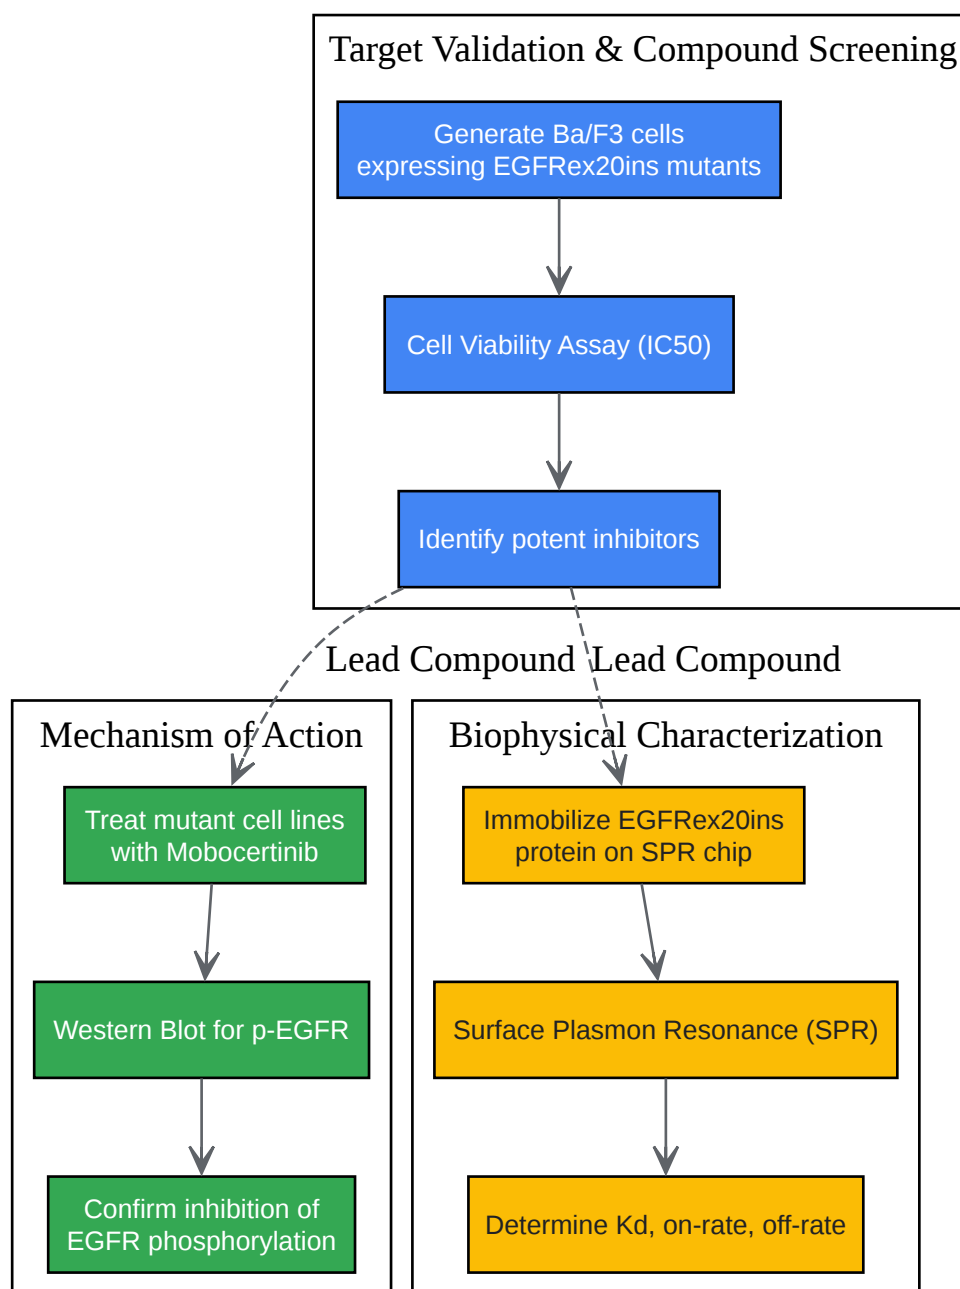 Target Validation & Compound Screening
Generate Ba/F3 cells
expressing EGFRex20ins mutants
Cell Viability Assay (IC50)
Identify potent inhibitors
Lead Compound
Lead Compound
Mechanism of Action
Treat mutant cell lines
with Mobocertinib
Western Blot for p-EGFR
Confirm inhibition of
EGFR phosphorylation
Biophysical Characterization
Immobilize EGFRex20ins
protein on SPR chip
Surface Plasmon Resonance (SPR)
Determine Kd, on-rate, off-rate